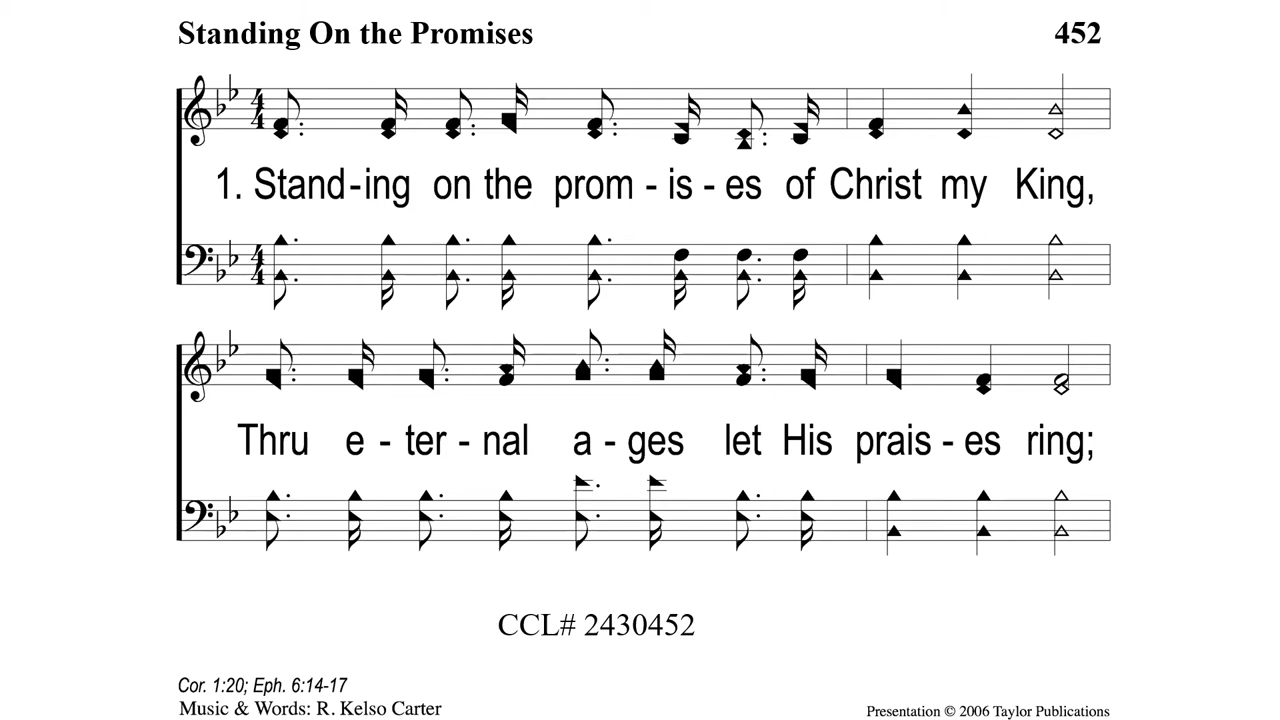 Standing On the Promises 452
1. Stand-ing on the prom - is - es of Christ my King,
Thru e - ter - nal a - ges let His prais - es ring;
CCL# 2430452
Cor. 1:20; Eph. 6:14-17
Music & Words: R. Kelso Carter
Presentation © 2006 Taylor Publications